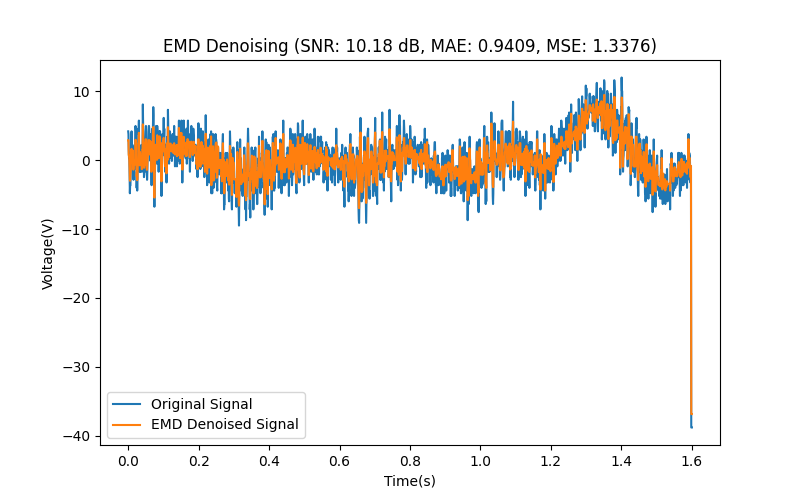 EMD Denoising (SNR: 10.18 dB, MAE: 0.9409, MSE: 1.3376)
10
0
−10
−20
−30
−40
Voltage(V)
Original Signal
EMD Denoised Signal
0.0 0.2 0.4 0.6 0.8 1.0 1.2 1.4 1.6
Time(s)